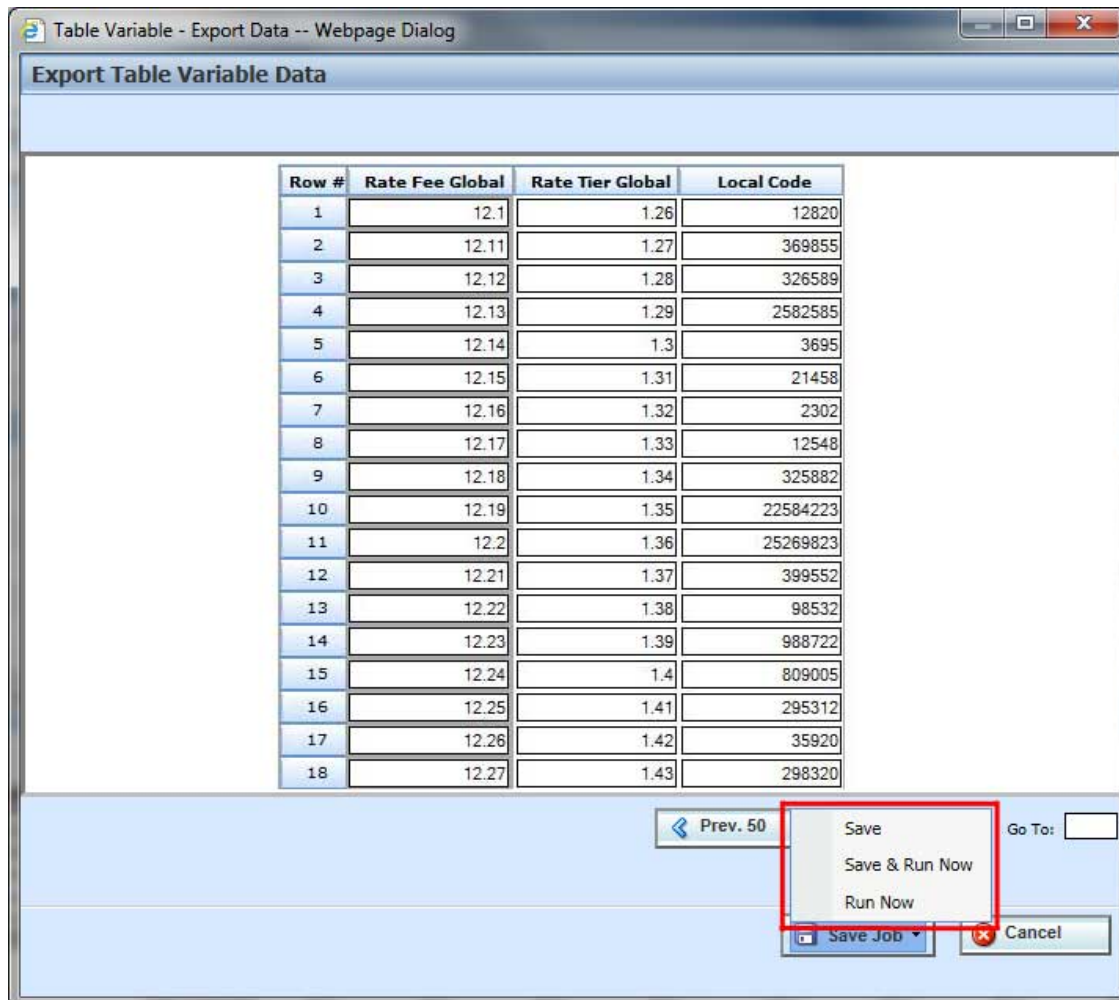 Table Variable - Export Data -- Webpage Dialog
Export Table Variable Data
Row # Rate Fee Global Rate Tier Global Local Code
1 12.1 1.26 12820
2 12.11 1.27 369855
3 12.12 1.28 326589
4 12.13 1.29 2582585
5 12.14 1.3 3695
6 12.15 1.31 21458
7 12.16 1.32 2302
8 12.17 1.33 12548
9 12.18 1.34 325882
10 12.19 1.35 22584223
11 12.2 1.36 25269823
12 12.21 1.37 399552
13 12.22 1.38 98532
14 12.23 1.39 988722
15 12.24 1.4 809005
16 12.25 1.41 295312
17 12.26 1.42 35920
18 12.27 1.43 298320
Prev. 50 Save Go To:
Save & Run Now
Run Now
Save Job Cancel